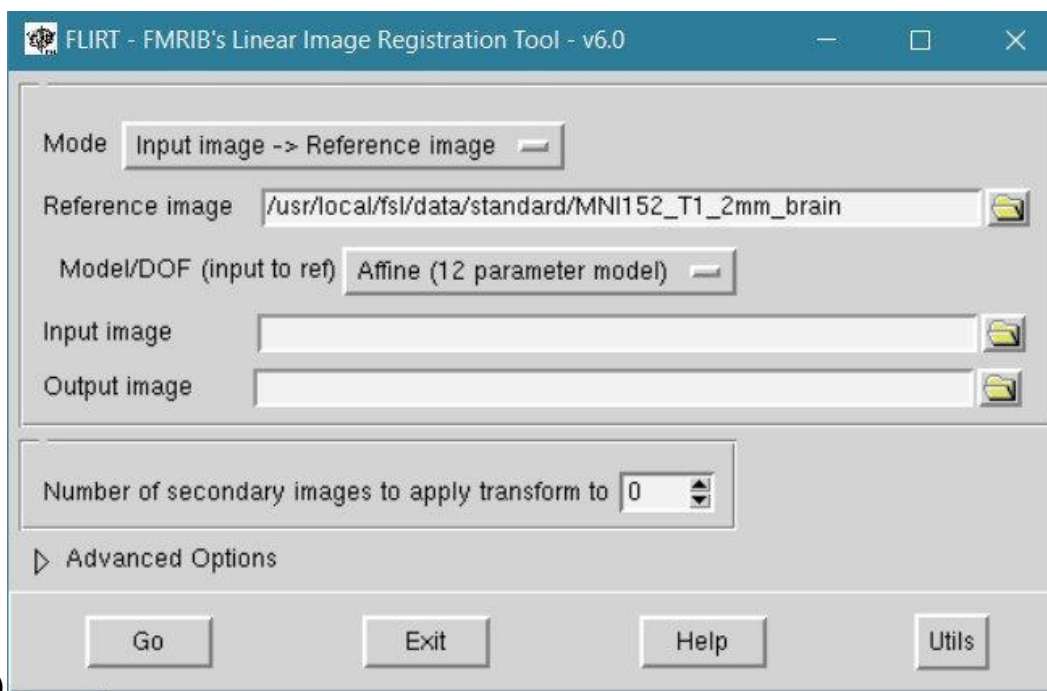 FLIRT - FMRIB's Linear Image Registration Tool - v6.0
Mode Input image -> Reference image
Reference image /usr/local/fsl/data/standard/MNI152_T1_2mm_brain
Model/DOF (input to ref) Affine (12 parameter model)
Input image
Output image
Number of secondary images to apply transform to 0
Advanced Options
Go Exit Help Utils